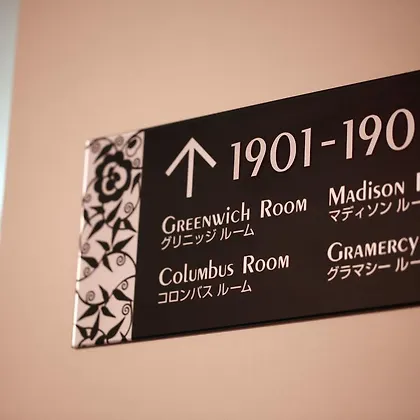 ↑ 1901-190
Greenwich Room
グリニッジ ルーム
Madison
マディソン ルー
Columbus Room
コロンバス ルーム
Gramercy
グラマシー ルー